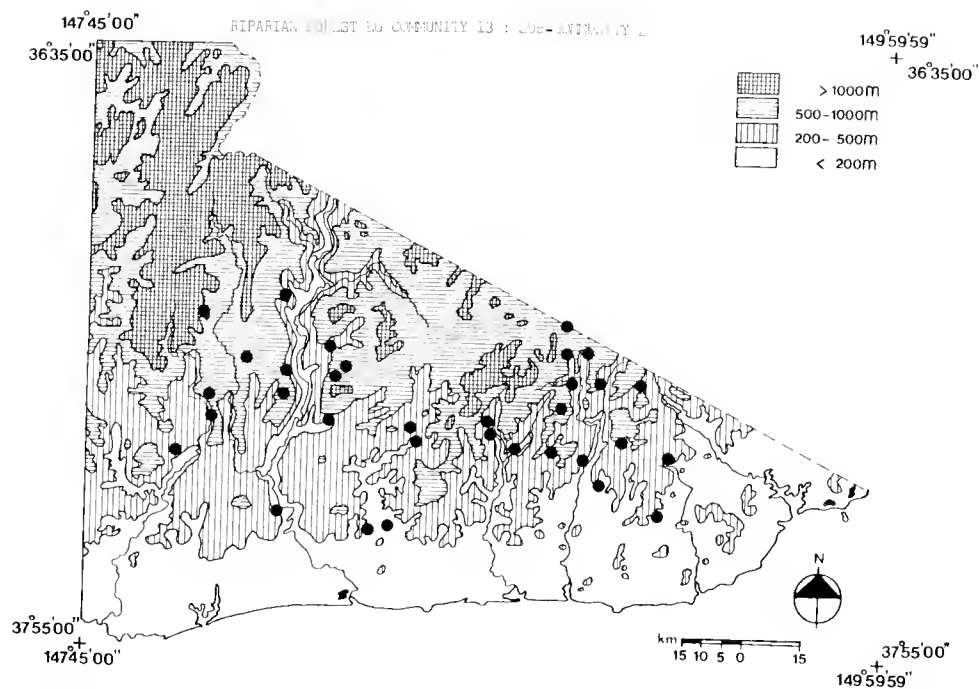 147°45'00"
RIPARIAN FOREST COMMUNITY 13 :
149°59'59"
36°35'00"
36°35'00"
>1000m
500-1000m
200-500m
< 200m
N
37°55'00"
147°45'00"
km
15 10 5 0 15
37°55'00"
149°59'59"